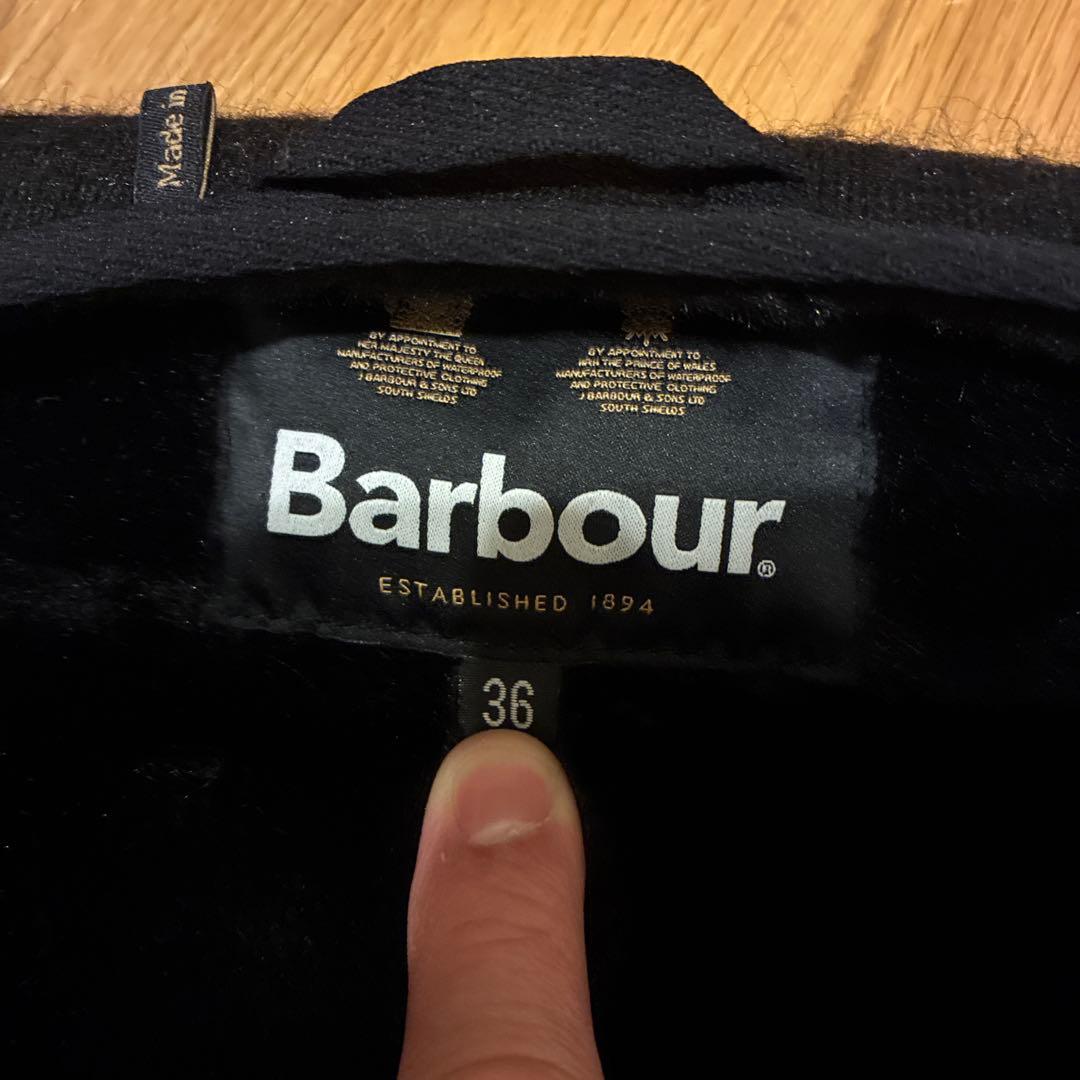 Made in
BY APPOINTMENT TO
HER MAJESTY THE QUEEN
MANUFACTURERS OF WATERPROOF
AND PROTECTIVE CLOTHING
J BARBOUR & SONS LTD
SOUTH SHIELDS
BY APPOINTMENT TO
HRH THE PRINCE OF WALES
MANUFACTURERS OF WATERPROOF
AND PROTECTIVE CLOTHING
J BARBOUR & SONS LTD
SOUTH SHIELDS
Barbour®
ESTABLISHED 1894
36